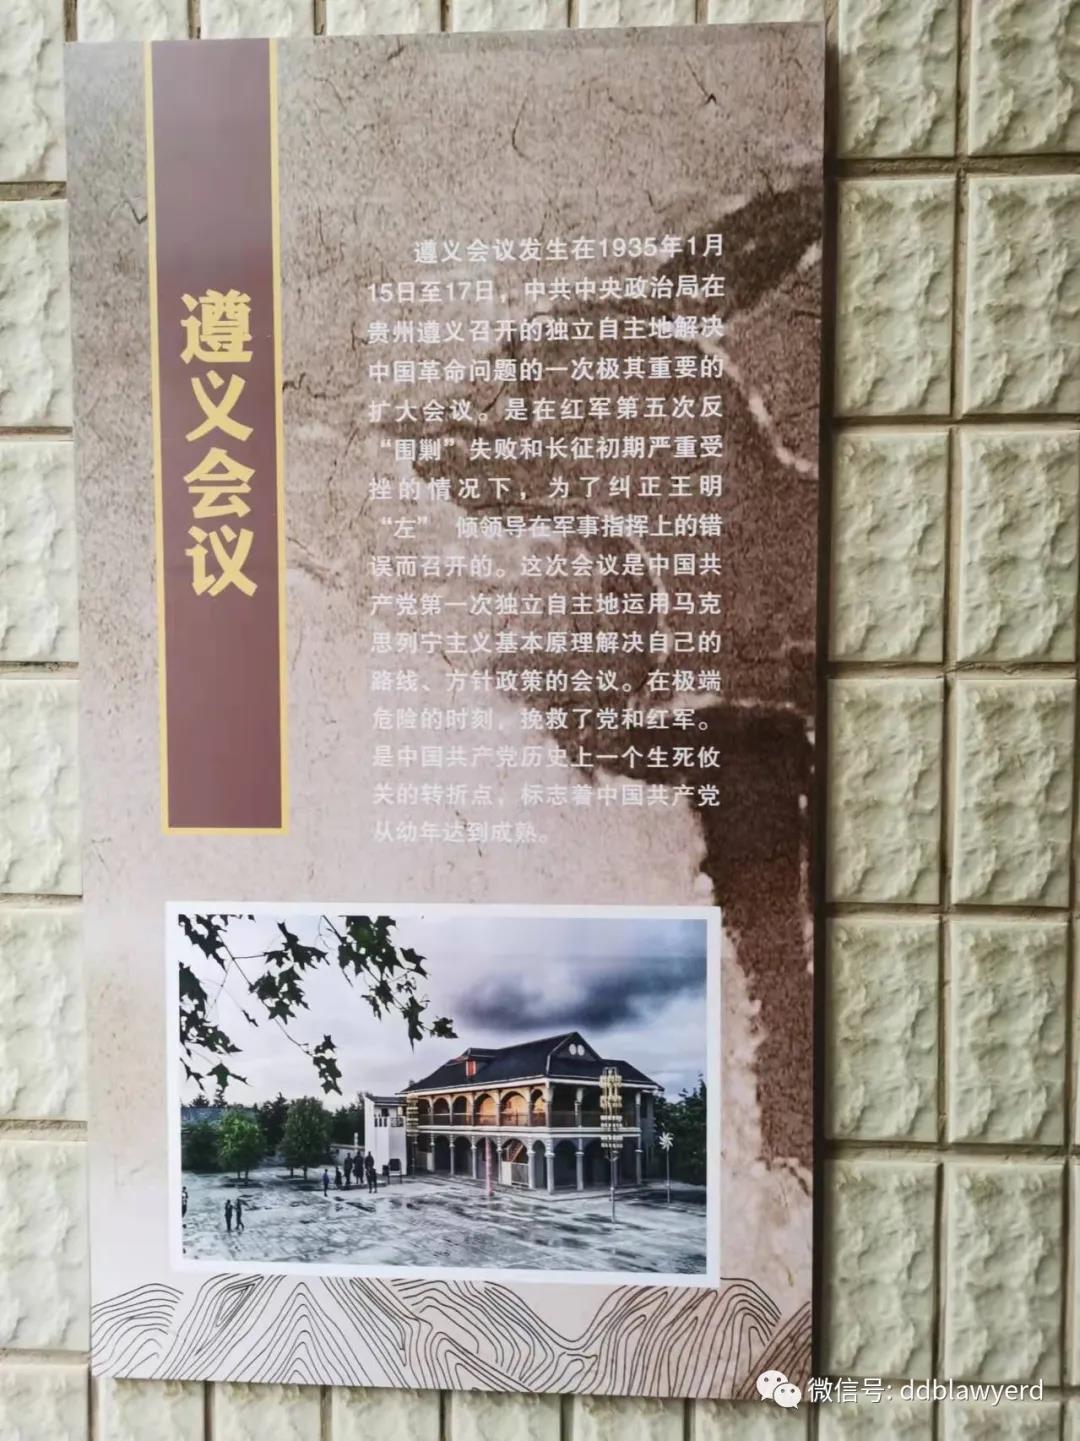 遵义会议
遵义会议发生在1935年1月
15日至17日，中共中央政治局在
贵州遵义召开的独立自主地解决
中国革命问题的一次极其重要的
扩大会议。是在红军第五次反
“围剿”失败和长征初期严重受
挫的情况下，为了纠正王明
“左” 倾领导在军事指挥上的错
误而召开的。这次会议是中国共
产党第一次独立自主地运用马克
思列宁主义基本原理解决自己的
路线、方针政策的会议。在极端
危险的时刻，挽救了党和红军。
是中国共产党历史上一个生死攸
关的转折点，标志着中国共产党
从幼年达到成熟。
微信号: ddblawyerd